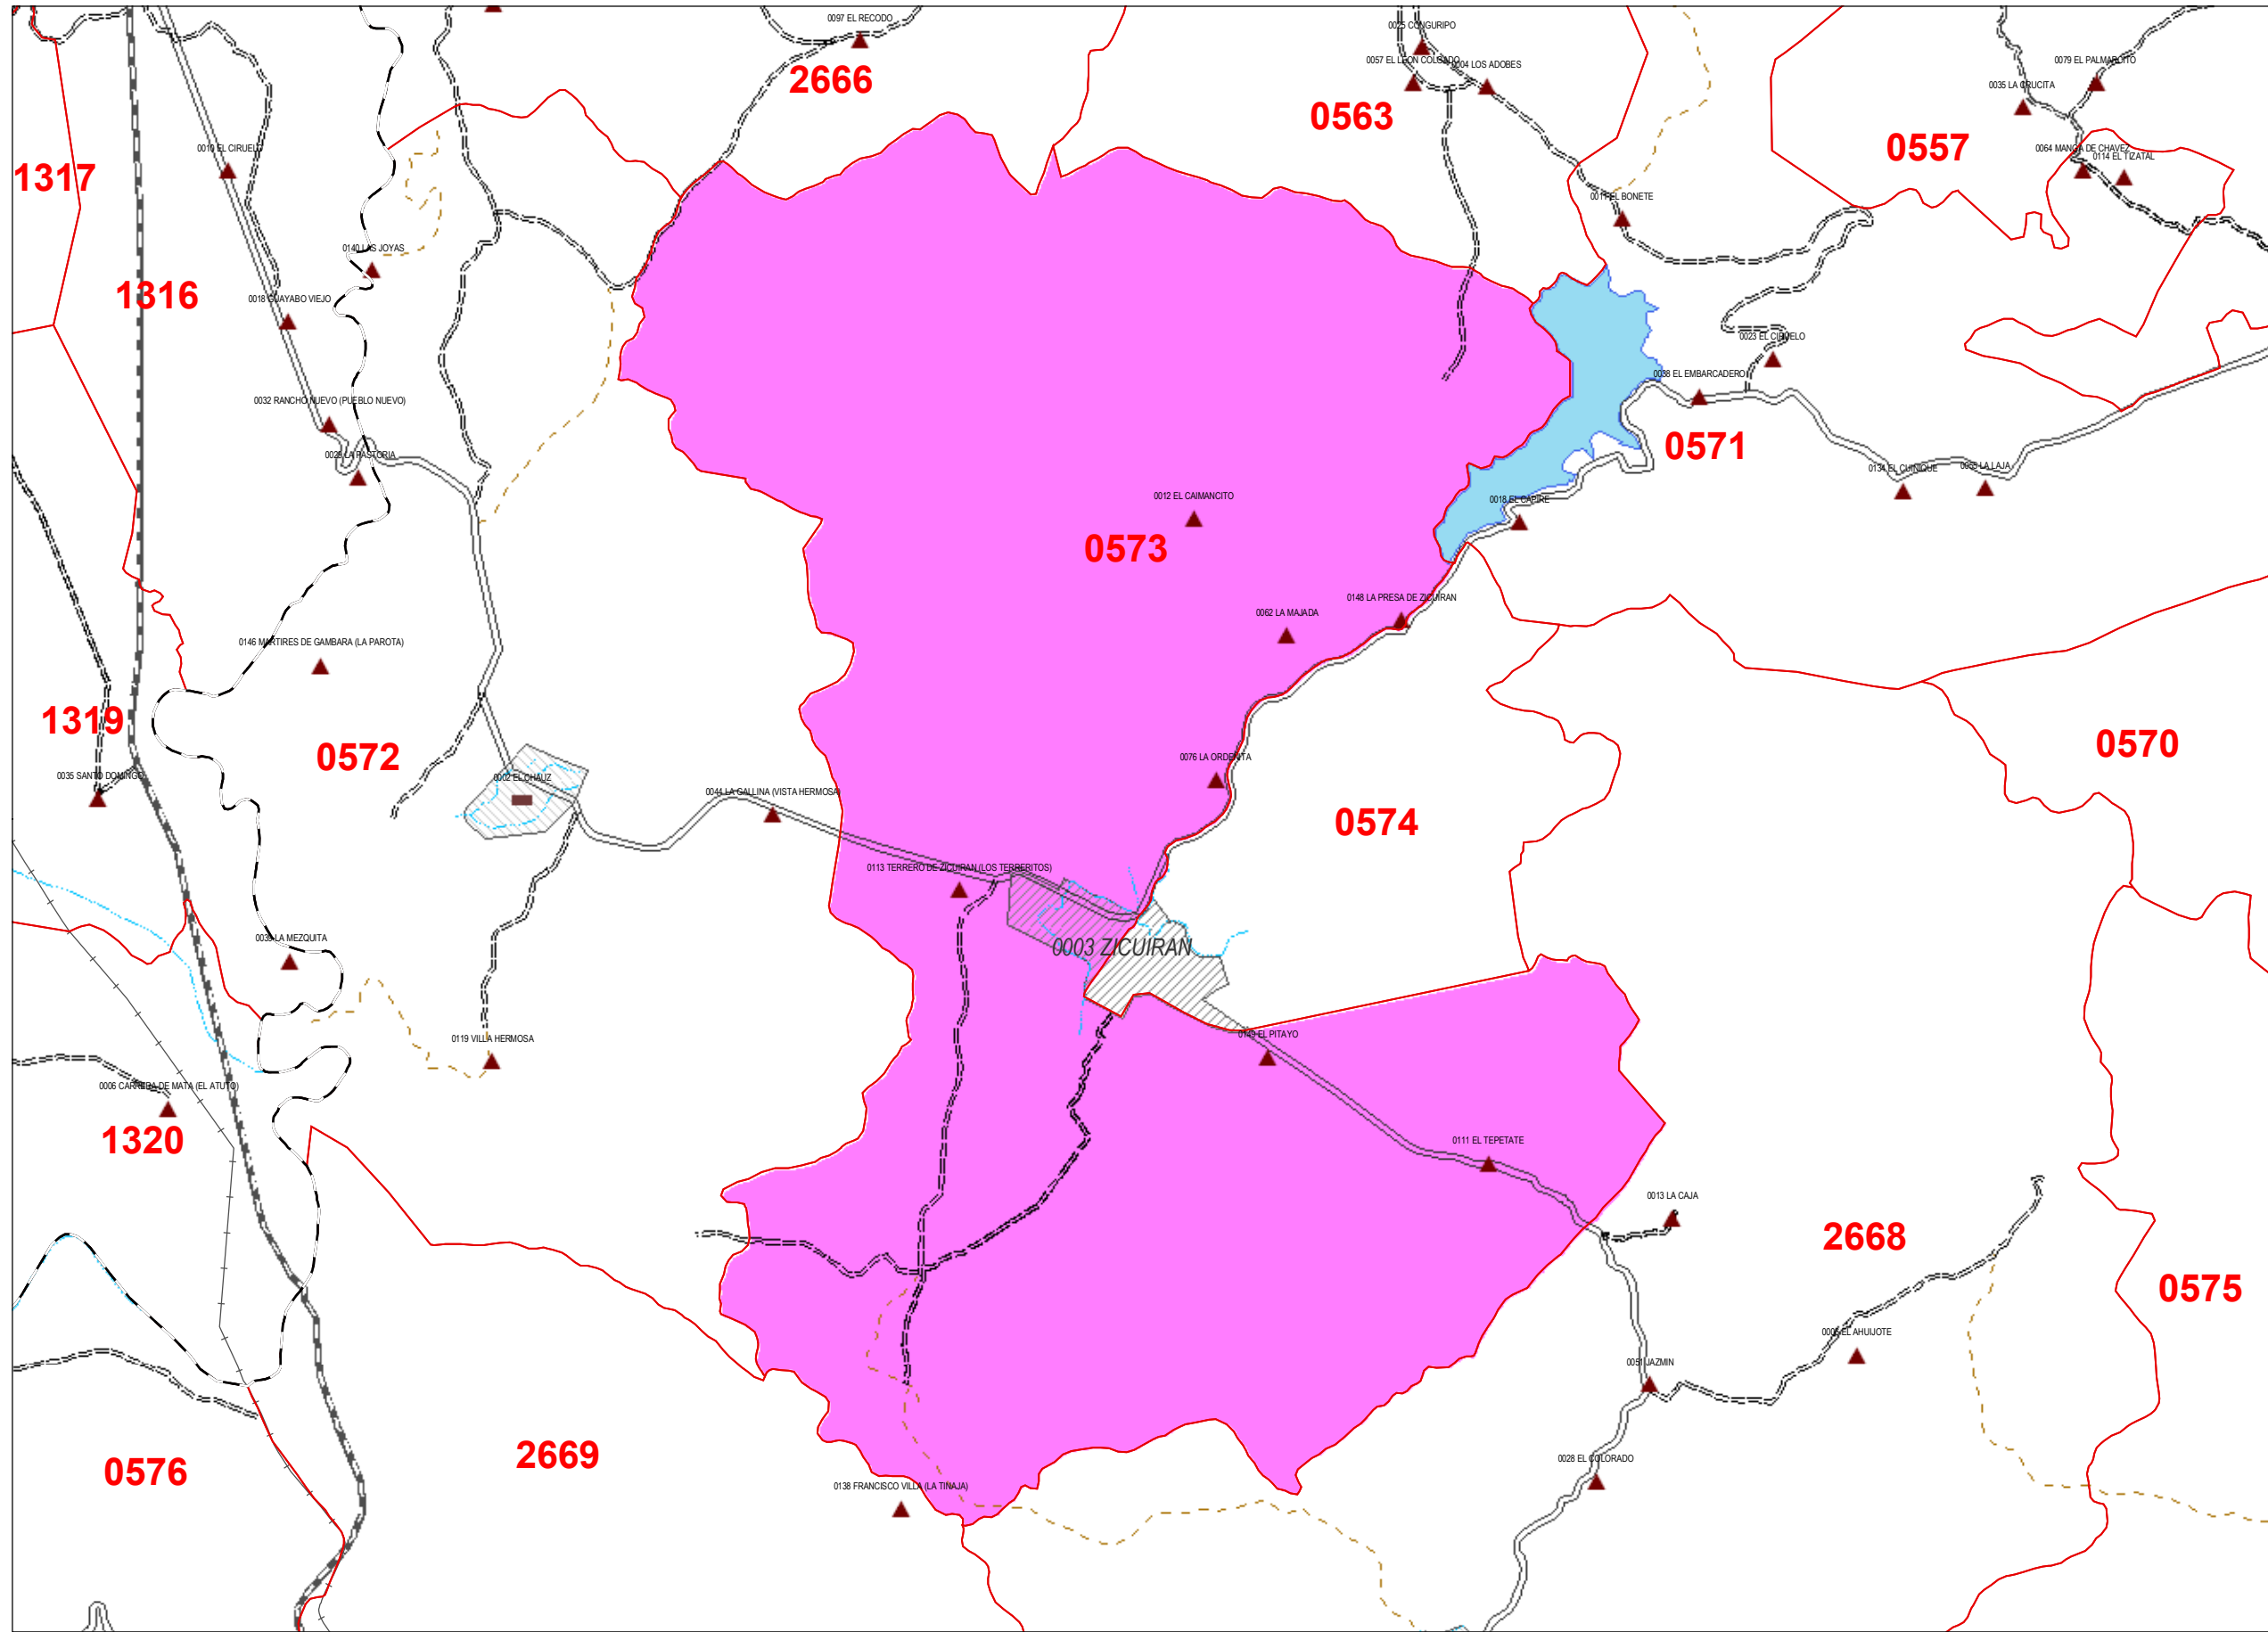 0097 EL RECODO
2666
0025 CONGURIPO
0057 EL LEON COLGADO
0004 LOS ADOBES
0563
0079 EL PALMARCITO
0035 LA CRUCITA
0557
0064 MANGA DE CHAVEZ
0114 EL TIZATAL
1317
0010 EL CIRUELO
0011 EL BONETE
0140 LAS JOYAS
1316
0018 GUAYABO VIEJO
0023 EL CIRUELO
0038 EL EMBARCADERO
0032 RANCHO NUEVO (PUEBLO NUEVO)
0571
0029 LA PASTORIA
0134 EL CUINIQUE
0055 LA LAJA
0012 EL CAIMANCITO
0018 EL CAPIRE
0573
0148 LA PRESA DE ZICUIRAN
0062 LA MAJADA
0146 MARTIRES DE GAMBARA (LA PAROTA)
1319
0572
0570
0035 SANTO DOMINGO
0002 EL CHAUZ
0076 LA ORDEÑITA
0044 LA GALLINA (VISTA HERMOSA)
0574
0113 TERRERO DE ZICUIRAN (LOS TERRERITOS)
0039 LA MEZQUITA
0003 ZICUIRAN
0119 VILLA HERMOSA
0149 EL PITAYO
0006 CARRERA DE MATA (EL ATUTO)
1320
0111 EL TEPETATE
0013 LA CAJA
2668
0575
0005 EL AHUIJOTE
0051 JAZMIN
2669
0576
0028 EL COLORADO
0138 FRANCISCO VILLA (LA TINAJA)